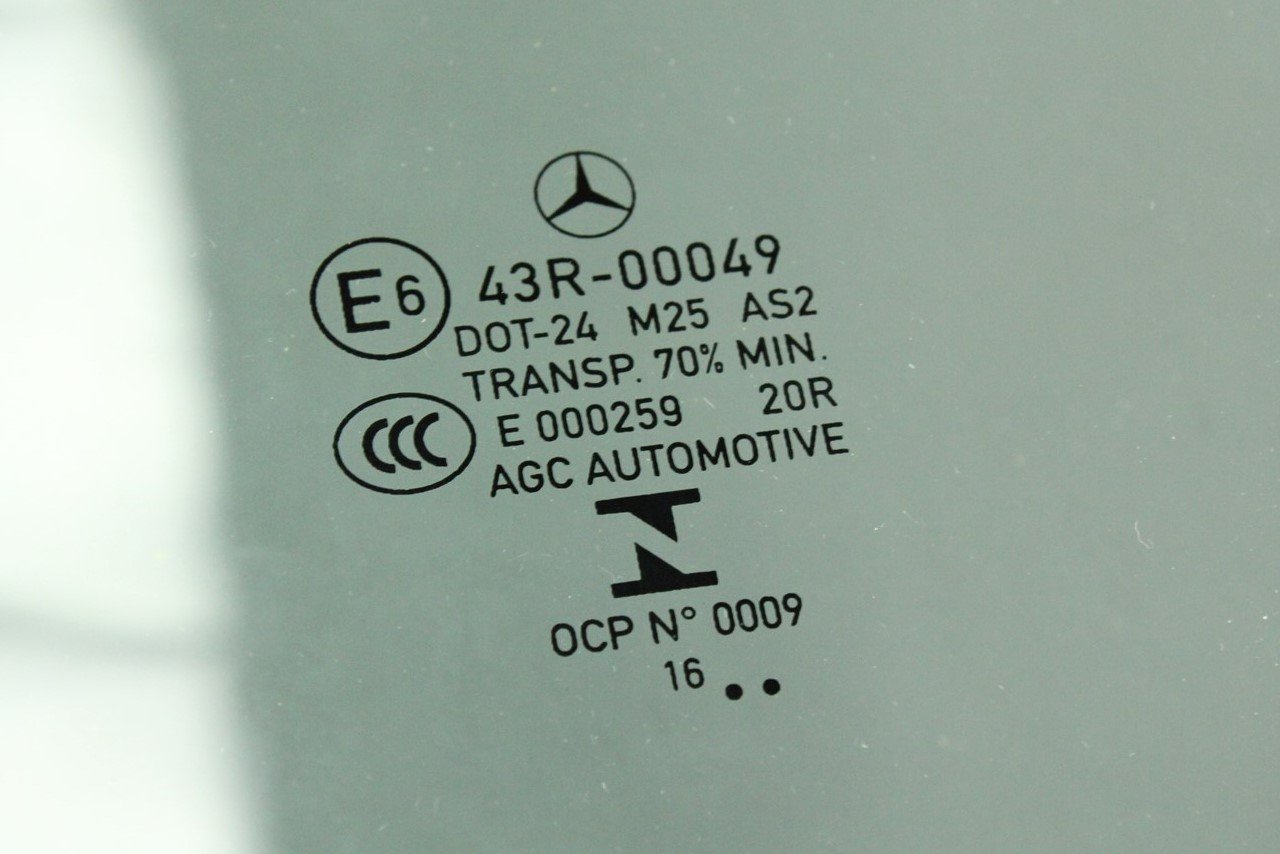 E6 43R-00049
DOT-24 M25 AS2
TRANSP. 70% MIN.
CCC E 000259 20R
AGC AUTOMOTIVE
OCP N° 0009
16 ..